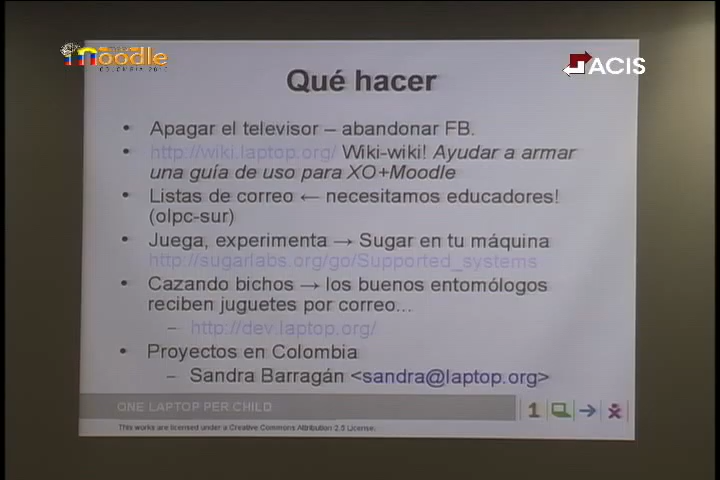 moodle
COLOMBIA 2010
ACIS
Qué hacer
• Apagar el televisor – abandonar FB.
• http://wiki.laptop.org/ Wiki-wiki! Ayudar a armar
una guía de uso para XO+Moodle
• Listas de correo ← necesitamos educadores!
(olpc-sur)
• Juega, experimenta → Sugar en tu máquina
http://sugarlabs.org/go/Supported_systems
• Cazando bichos → los buenos entomólogos
reciben juguetes por correo...
– http://dev.laptop.org/
• Proyectos en Colombia
– Sandra Barragán <sandra@laptop.org>
ONE LAPTOP PER CHILD
1
This works are licensed under a Creative Commons Attribution 2.5 License.